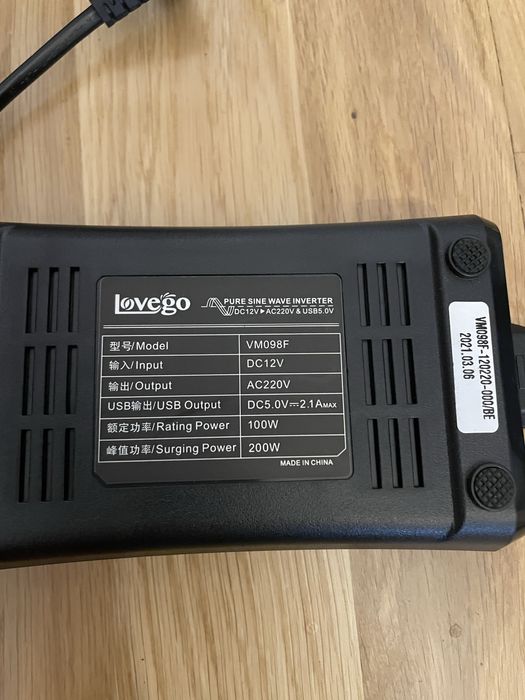 Lovego
PURE SINE WAVE INVERTER
DC12V▶AC220V & USB5.0V
型号/Model VM098F
输入/Input DC12V
输出/Output AC220V
USB输出/USB Output DC5.0V⎓2.1AMAX
额定功率/Rating Power 100W
峰值功率/Surging Power 200W
MADE IN CHINA
VM098F-120220-000/BE
2021.03.06